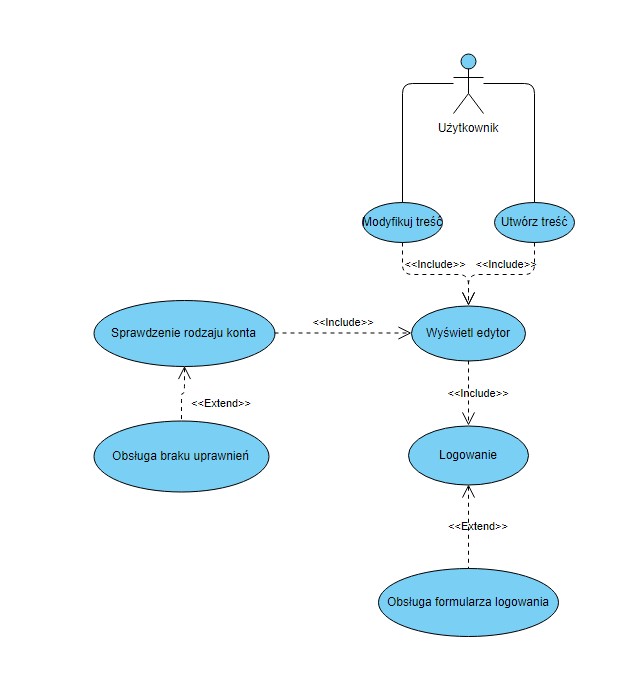 Użytkownik
Modyfikuj treść
Utwórz treść
<<Include>>
<<Include>>
Sprawdzenie rodzaju konta
<<Include>>
Wyświetl edytor
<<Include>>
<<Extend>>
Obsługa braku uprawnień
Logowanie
<<Extend>>
Obsługa formularza logowania